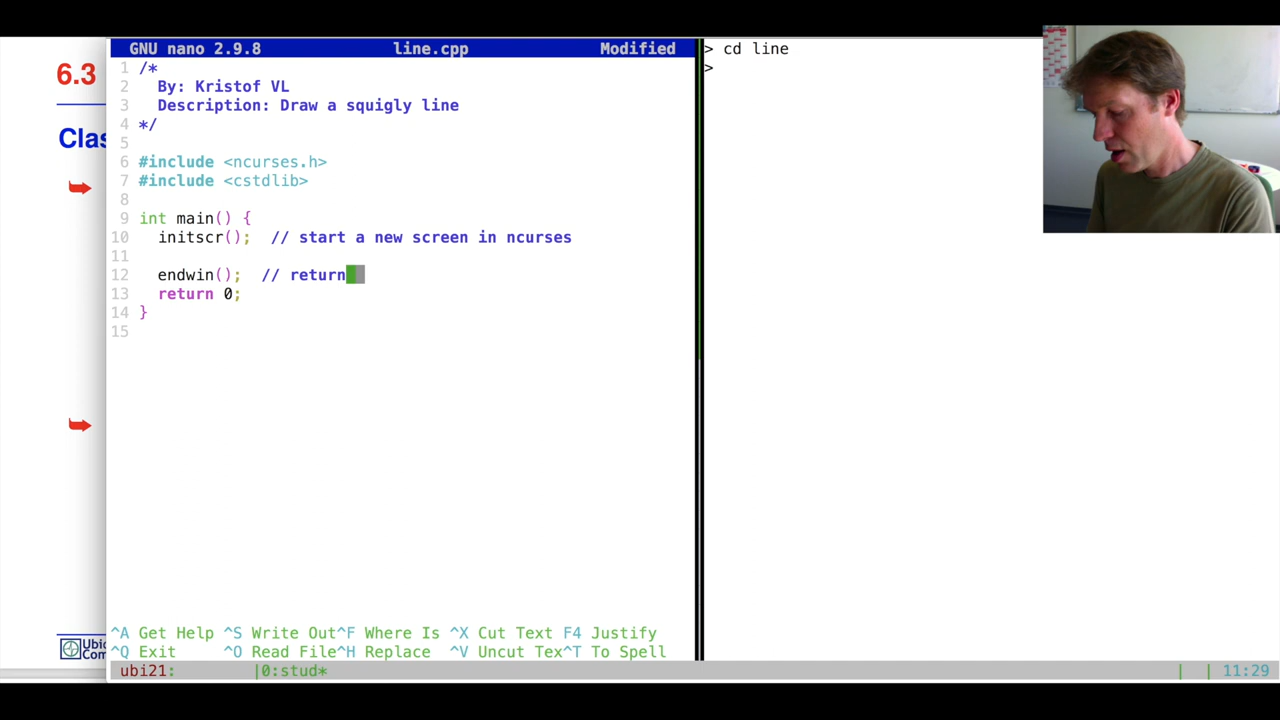 6.3
Clas
GNU nano 2.9.8 line.cpp Modified
1 /*
2 By: Kristof VL
3 Description: Draw a squigly line
4 */
5
6 #include <ncurses.h>
7 #include <cstdlib>
8
9 int main() {
10 initscr(); // start a new screen in ncurses
11
12 endwin(); // return
13 return 0;
14 }
15
^A Get Help ^S Write Out^F Where Is ^X Cut Text F4 Justify
^Q Exit ^O Read File^H Replace ^V Uncut Tex^T To Spell
ubi21: |0:stud* | | 11:29
> cd line
>
Ubic
Com